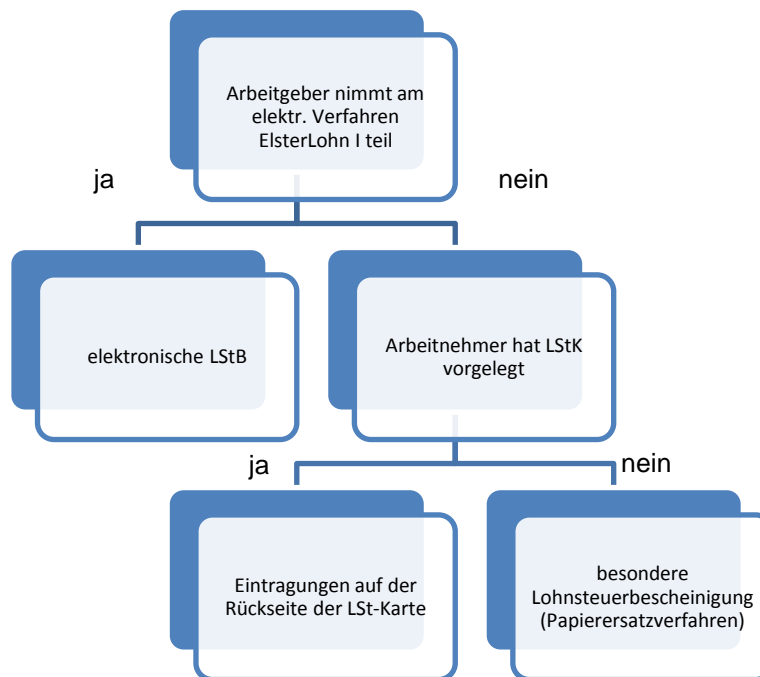 Arbeitgeber nimmt am
elektr. Verfahren
ElsterLohn I teil
ja
nein
elektronische LStB
Arbeitnehmer hat LStK
vorgelegt
ja
nein
Eintragungen auf der
Rückseite der LSt-Karte
besondere
Lohnsteuerbescheinigung
(Papierersatzverfahren)